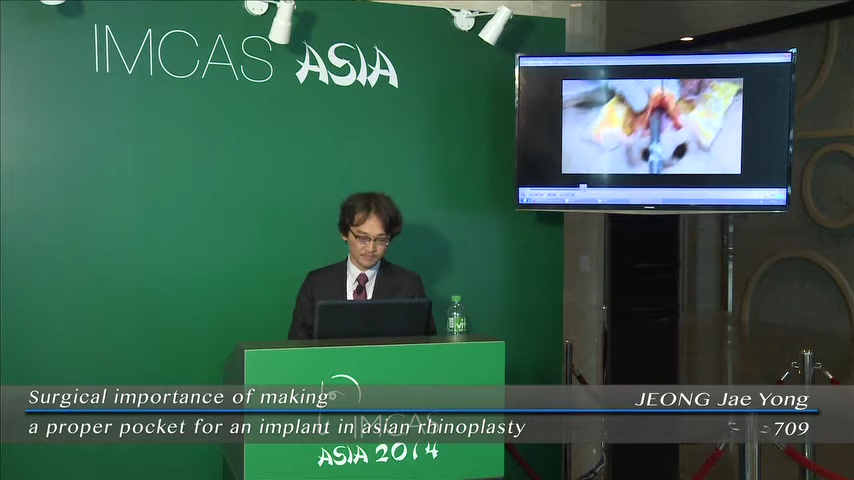 IMCAS ASIA
Surgical importance of making
JEONG Jae Yong
a proper pocket for an implant in asian rhinoplasty
709
IMCAS
ASIA 2014